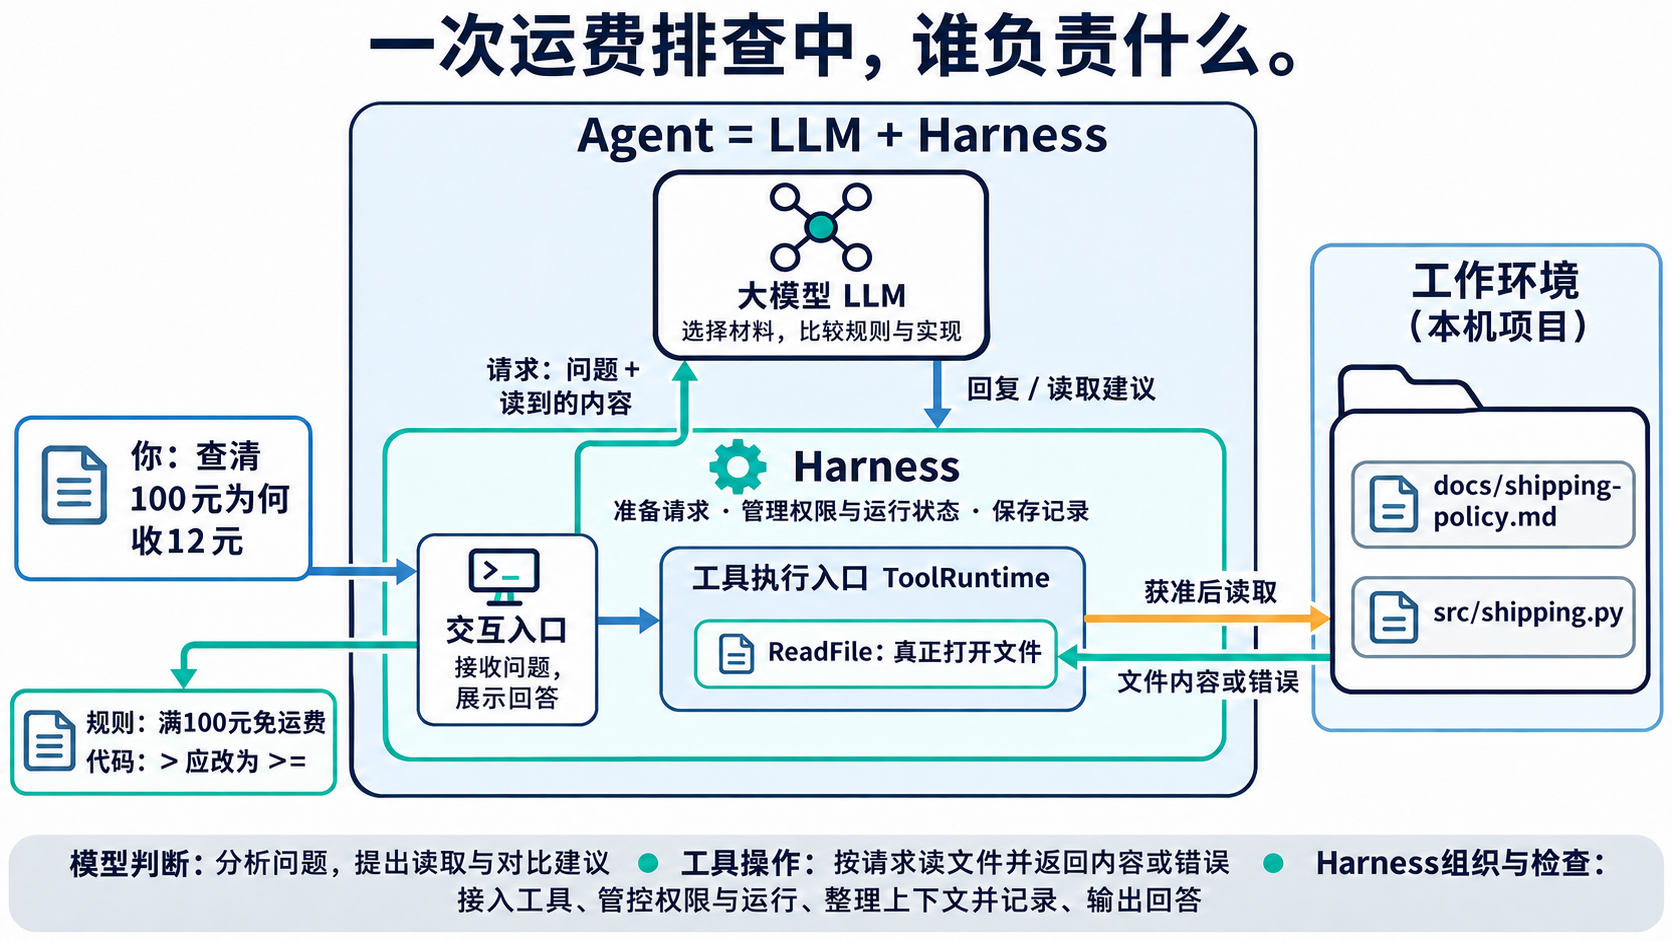 一次运费排查中，谁负责什么。
Agent = LLM + Harness
大模型 LLM
选择材料，比较规则与实现
请求：问题 +
读到的内容
回复 / 读取建议
你：查清
100元为何
收12元
Harness
准备请求 · 管理权限与运行状态 · 保存记录
>_
交互入口
接收问题，
展示回答
工具执行入口 ToolRuntime
ReadFile：真正打开文件
获准后读取
文件内容或错误
工作环境
（本机项目）
docs/shipping-
policy.md
src/shipping.py
规则：满100元免运费
代码：> 应改为 >=
模型判断：分析问题，提出读取与对比建议 ● 工具操作：按请求读文件并返回内容或错误 ● Harness组织与检查：
接入工具、管控权限与运行、整理上下文并记录、输出回答